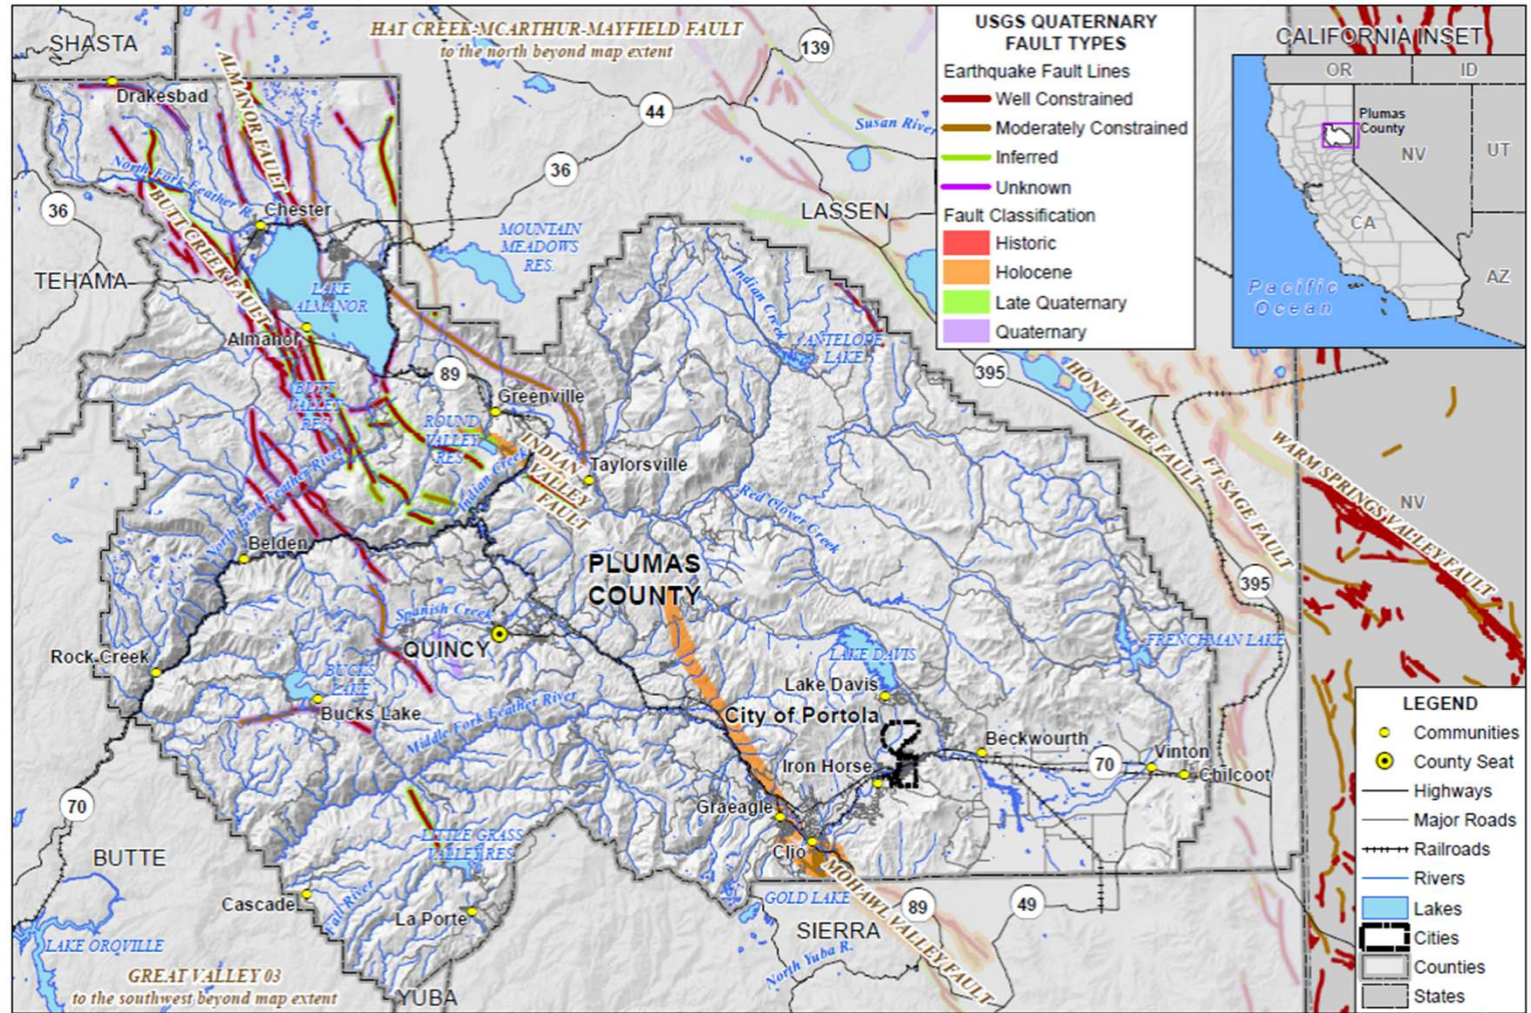 SHASTA
HAT CREEK-MCARTHUR-MAYFIELD FAULT
to the north beyond map extent
139
USGS QUATERNARY
FAULT TYPES
Earthquake Fault Lines
Well Constrained
Moderately Constrained
Inferred
Unknown
Fault Classification
Historic
Holocene
Late Quaternary
Quaternary
CALIFORNIA INSET
OR
ID
Plumas
County
NV
UT
CA
AZ
Pacific
Ocean
Drakesbad
ALMANOR FAULT
44
Susan River
36
North Fork Feather R.
36
Chester
LASSEN
BUTT CREEK FAULT
MOUNTAIN
MEADOWS
RES.
TEHAMA
LAKE
ALMANOR
Indian Creek
ANTELOPE
LAKE
Almanor
89
395
HONEY LAKE FAULT
BUTT
VALLEY
RES
Greenville
ROUND
VALLEY
RES
INDIAN
VALLEY
FAULT
Taylorsville
Indian Creek
FT SAGE FAULT
WARM SPRINGS VALLEY FAULT
NV
North Fork Feather River
Red Clover Creek
Belden
PLUMAS
COUNTY
395
Spanish Creek
QUINCY
LAKE DAVIS
FRENCHMAN LAKE
Rock Creek
BUCKS
LAKE
Bucks Lake
Lake Davis
Middle Fork Feather River
City of Portola
Beckwourth
Iron Horse
70
Vinton
Chilcoot
70
Graeagle
Clio
LITTLE GRASS
VALLEY RES
BUTTE
MOHAWL VALLEY FAULT
Cascade
Fall River
La Porte
GOLD LAKE
89
49
SIERRA
North Yuba R.
LAKE OROVILLE
GREAT VALLEY 03
to the southwest beyond map extent
YUBA
LEGEND
Communities
County Seat
Highways
Major Roads
Railroads
Rivers
Lakes
Cities
Counties
States